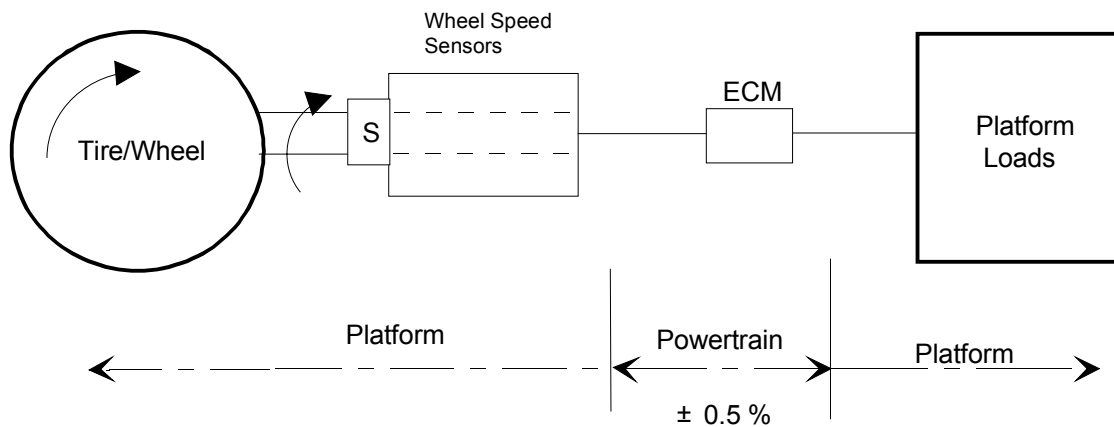 Wheel Speed
Sensors
ECM
S
Tire/Wheel
Platform
Loads
Platform
Powertrain
Platform
± 0.5 %